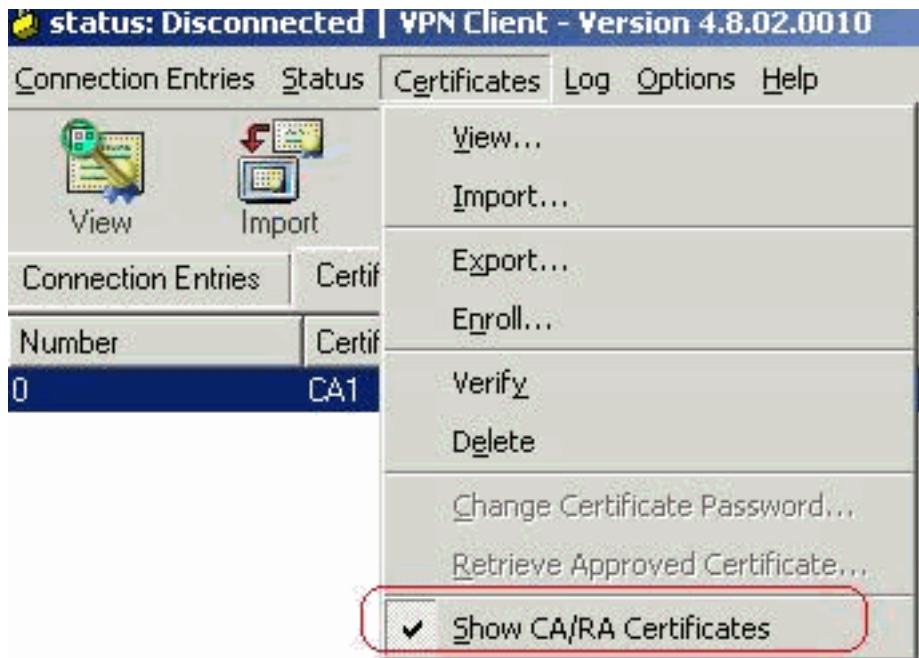 status: Disconnected | VPN Client - Version 4.8.02.0010
Connection Entries Status Certificates Log Options Help
View Import
Connection Entries Certif
Number Certif
0 CA1
View...
Import...
Export...
Enroll...
Verify
Delete
Change Certificate Password...
Retrieve Approved Certificate...
Show CA/RA Certificates